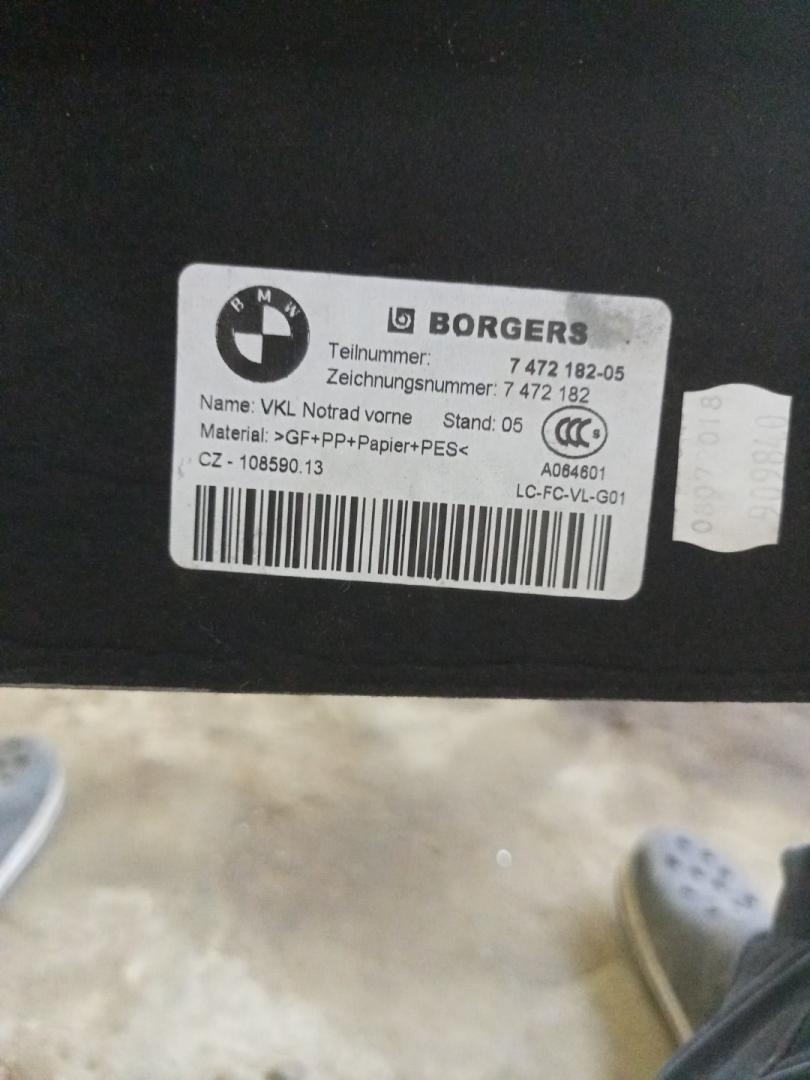 BMW
BORGERS
Teilnummer: 7 472 182-05
Zeichnungsnummer: 7 472 182
Name: VKL Notrad vorne Stand: 05
Material: >GF+PP+Papier+PES<
CCC S
CZ - 108590.13
A064601
LC-FC-VL-G01